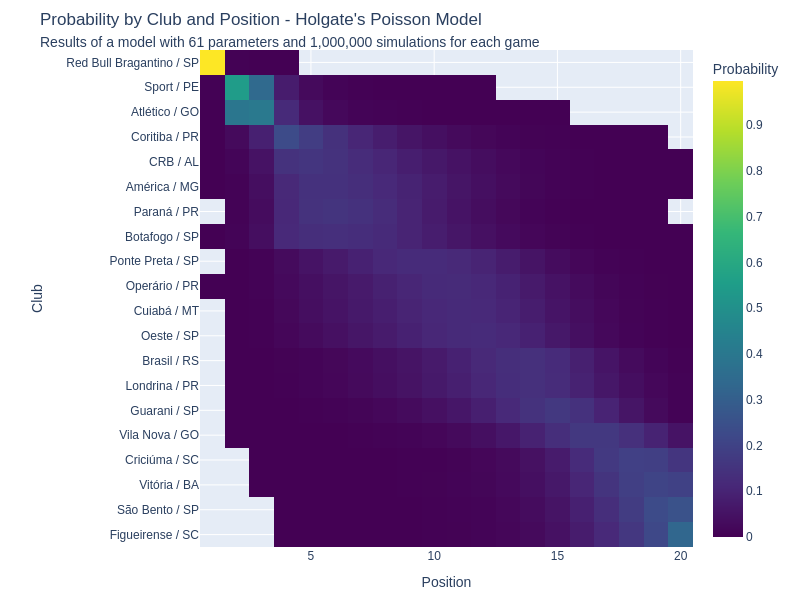 Probability by Club and Position - Holgate's Poisson Model
Results of a model with 61 parameters and 1,000,000 simulations for each game
Red Bull Bragantino / SP
Sport / PE
Atlético / GO
Coritiba / PR
CRB / AL
América / MG
Paraná / PR
Botafogo / SP
Ponte Preta / SP
Operário / PR
Cuiabá / MT
Oeste / SP
Brasil / RS
Londrina / PR
Guarani / SP
Vila Nova / GO
Criciúma / SC
Vitória / BA
São Bento / SP
Figueirense / SC
Club
5
10
15
20
Position
Probability
0.9
0.8
0.7
0.6
0.5
0.4
0.3
0.2
0.1
0